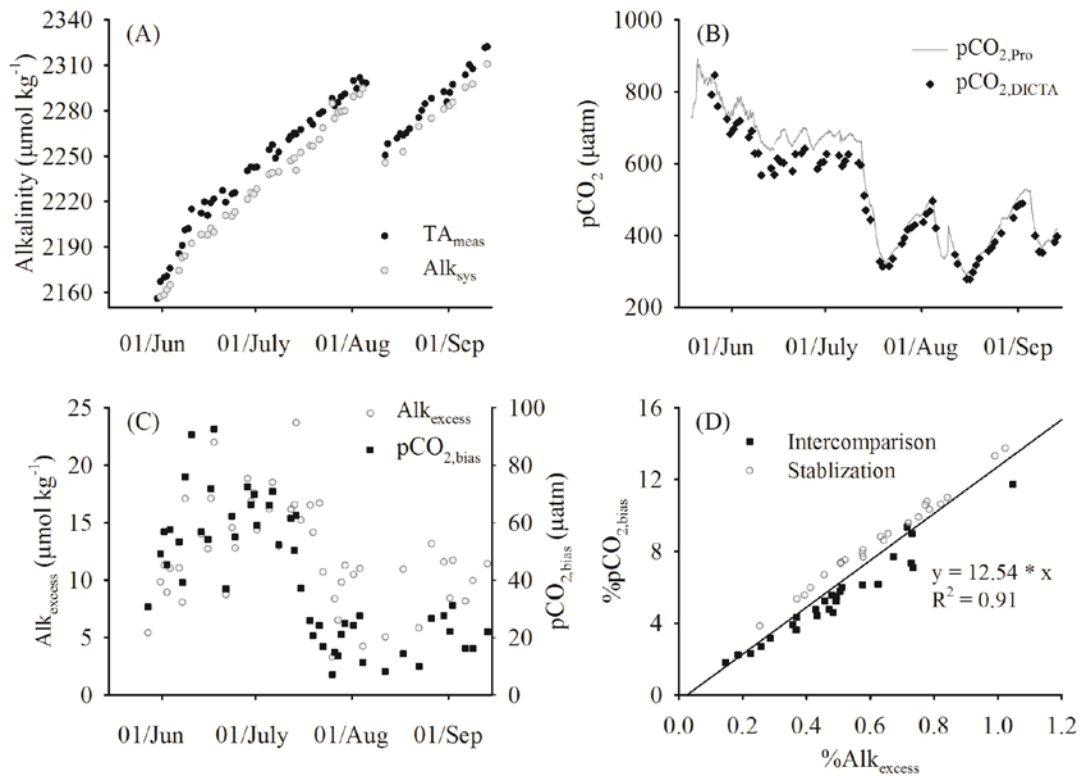 (A)
Alkalinity (μmol kg⁻¹)
2340
2310
2280
2250
2220
2190
2160
TAmeas
Alksys
01/Jun 01/July 01/Aug 01/Sep
(B)
pCO2 (μatm)
1000
800
600
400
200
pCO2,Pro
pCO2,DICTA
01/Jun 01/July 01/Aug 01/Sep
(C)
Alkexcess (μmol kg⁻¹)
25
20
15
10
5
0
Alkexcess
pCO2,bias
100
80
60
40
20
0
pCO2,bias (μatm)
01/Jun 01/July 01/Aug 01/Sep
(D)
%pCO2,bias
16
12
8
4
0
Intercomparison
Stablization
y = 12.54 * x
R² = 0.91
0.0 0.2 0.4 0.6 0.8 1.0 1.2
%Alkexcess